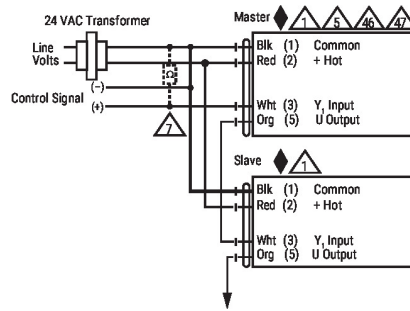 24 VAC Transformer
Line
Volts
Control Signal
(–)
(+)
Ω
7
Master 1 5 46 47
Blk (1) Common
Red (2) + Hot
Wht (3) Y₁ Input
Org (5) U Output
Slave 1
Blk (1) Common
Red (2) + Hot
Wht (3) Y₁ Input
Org (5) U Output